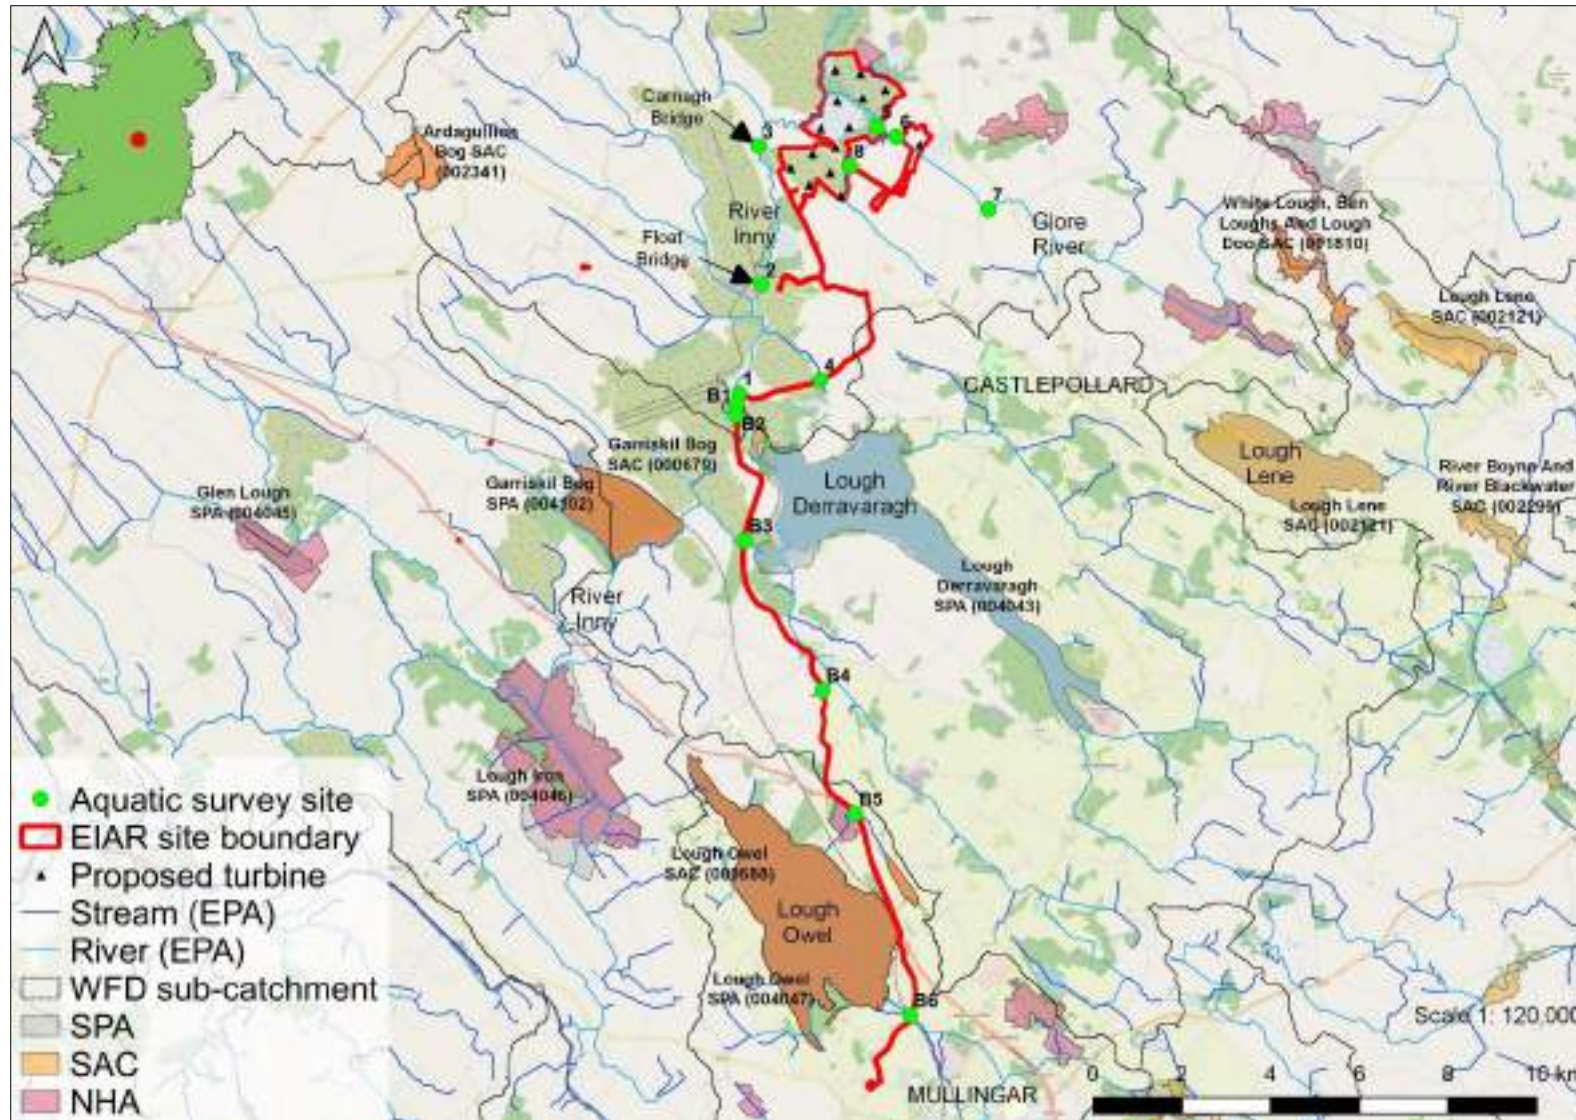 Carnagh
Bridge
3
5
6
8
7
Ardagullion
Bog SAC
(002341)
River
Inny
Glore
River
White Lough, Ben
Loughs And Lough
Doo SAC (001810)
Float
Bridge
2
Lough Lene
SAC (002121)
1
4
CASTLEPOLLARD
B1
B2
Garriskil Bog
SAC (000679)
Lough
Derravaragh
Lough
Lene
Garriskil Bog
SPA (004102)
Glen Lough
SPA (004045)
Lough Lene
SAC (002121)
River Boyne And
River Blackwater
SAC (002299)
B3
Lough
Derravaragh
SPA (004043)
River
Inny
B4
Lough Iron
SPA (004046)
B5
Lough Owel
SAC (000688)
Lough
Owel
Lough Owel
SPA (004047)
B6
MULLINGAR
Aquatic survey site
EIAR site boundary
Proposed turbine
Stream (EPA)
River (EPA)
WFD sub-catchment
SPA
SAC
NHA
Scale 1: 120,000
0 2 4 6 8 10 km